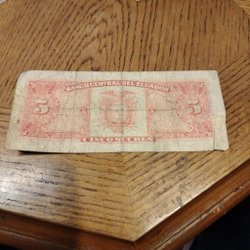 BANCO CENTRAL DEL ECUADOR
5 5
CINCO SUCRES